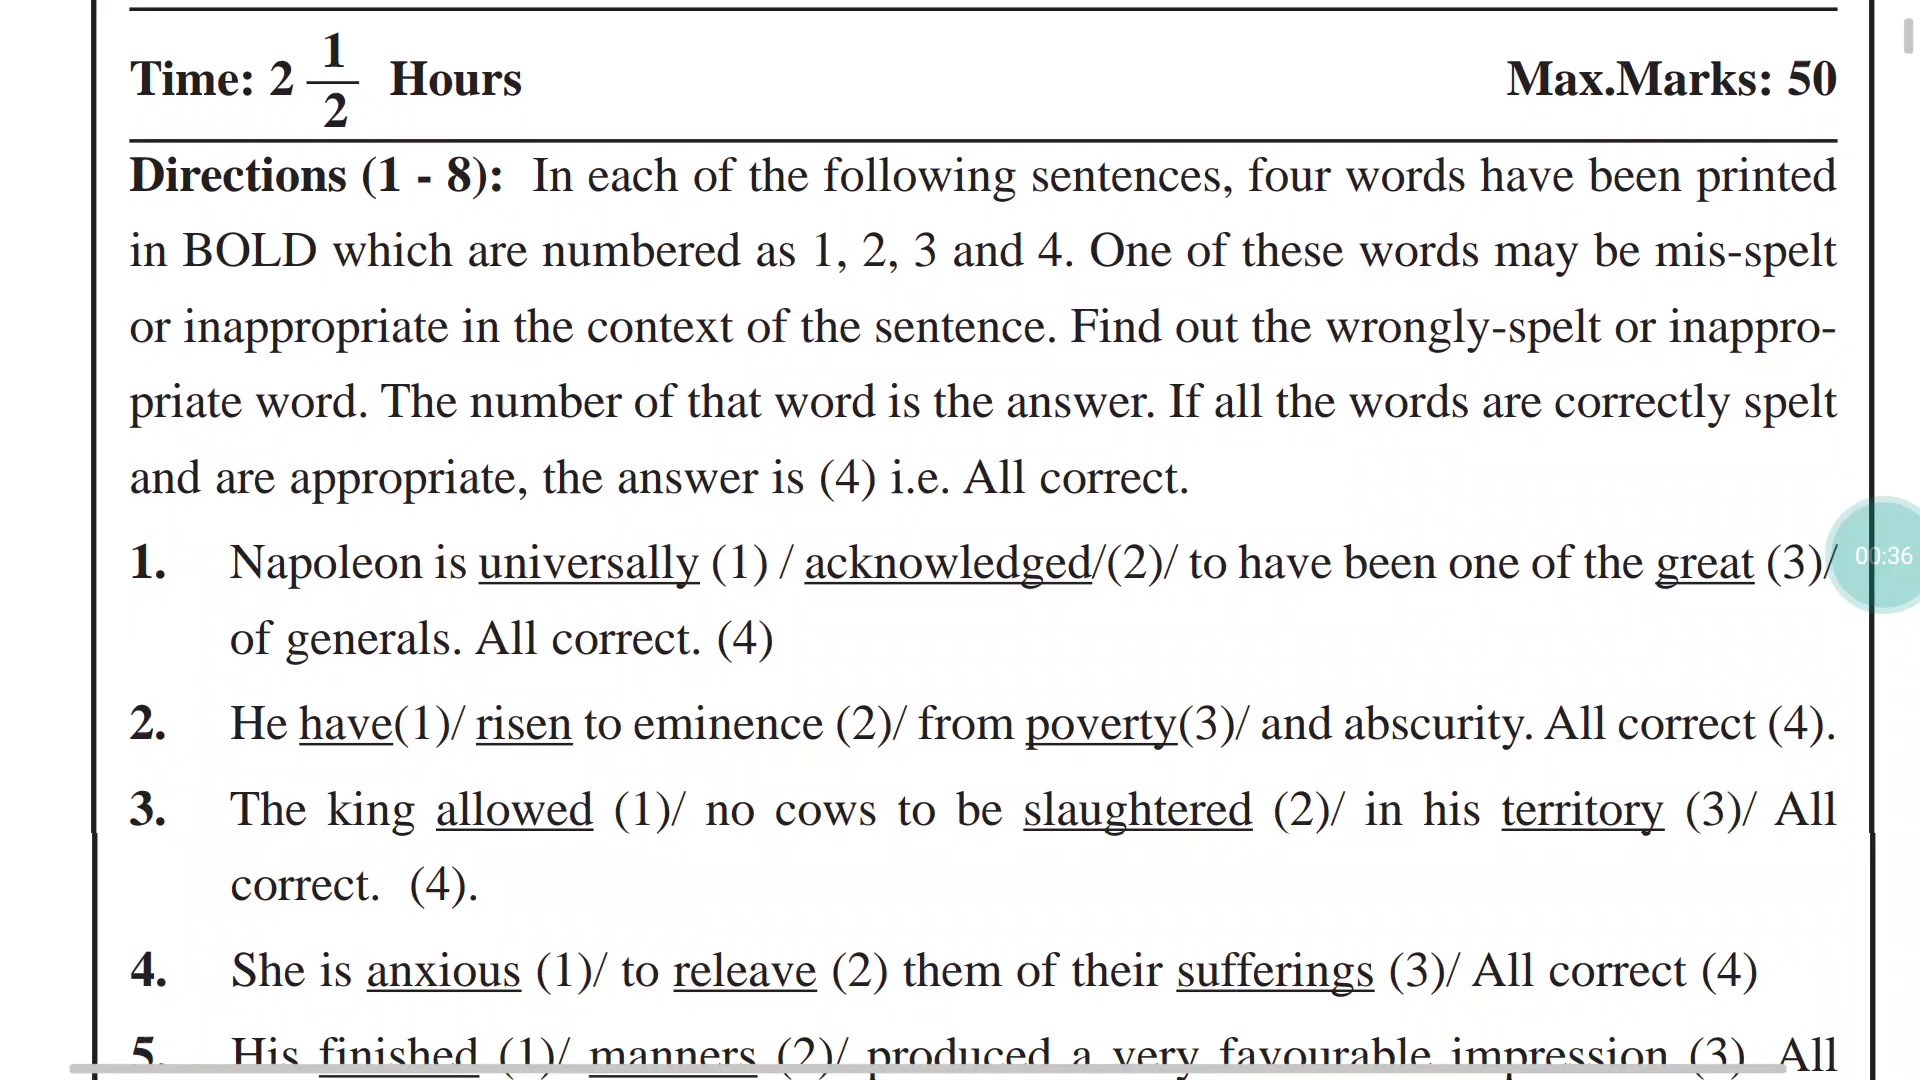 Time: 2 1/2 Hours Max.Marks: 50
Directions (1 - 8): In each of the following sentences, four words have been printed
in BOLD which are numbered as 1, 2, 3 and 4. One of these words may be mis-spelt
or inappropriate in the context of the sentence. Find out the wrongly-spelt or inappro-
priate word. The number of that word is the answer. If all the words are correctly spelt
and are appropriate, the answer is (4) i.e. All correct.
1. Napoleon is universally (1) / acknowledged/(2)/ to have been one of the great (3)/
00:36
of generals. All correct. (4)
2. He have(1)/ risen to eminence (2)/ from poverty(3)/ and abscurity. All correct (4).
3. The king allowed (1)/ no cows to be slaughtered (2)/ in his territory (3)/ All
correct. (4).
4. She is anxious (1)/ to releave (2) them of their sufferings (3)/ All correct (4)
5. His finished (1)/ manners (2)/ produced a very favourable impression (3) All